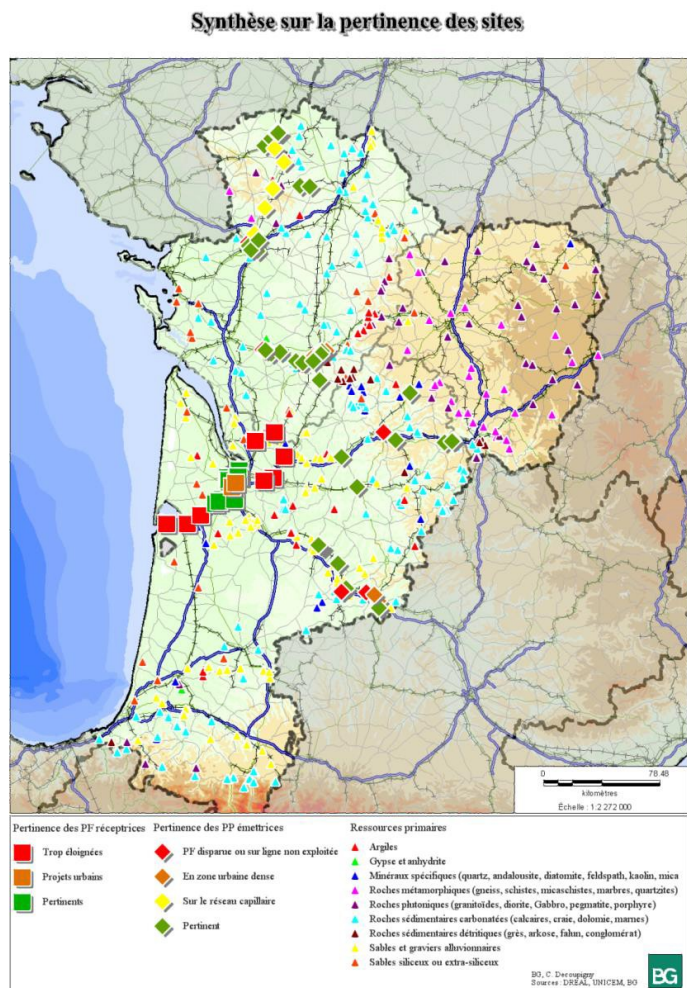 Synthèse sur la pertinence des sites
0 78.48
kilomètres
Échelle : 1:2 272 000
Pertinence des PF réceptrices
Trop éloignées
Projets urbains
Pertinents
Pertinence des PP émettrices
PF disparue ou sur ligne non exploitée
En zone urbaine dense
Sur le réseau capillaire
Pertinent
Ressources primaires
Argiles
Gypse et anhydrite
Minéraux spécifiques (quartz, andalousite, diatomite, feldspath, kaolin, mica
Roches métamorphiques (gneiss, schistes, micaschistes, marbres, quartzites)
Roches plutoniques (granitoïdes, diorite, Gabbro, pegmatite, porphyre)
Roches sédimentaires carbonatées (calcaires, craie, dolomie, marnes)
Roches sédimentaires détritiques (grès, arkose, falun, conglomérat)
Sables et graviers alluvionnaires
Sables siliceux ou extra-siliceux
BG, C. Decoupigny
Sources : DREAL, UNICEM, BG
BG